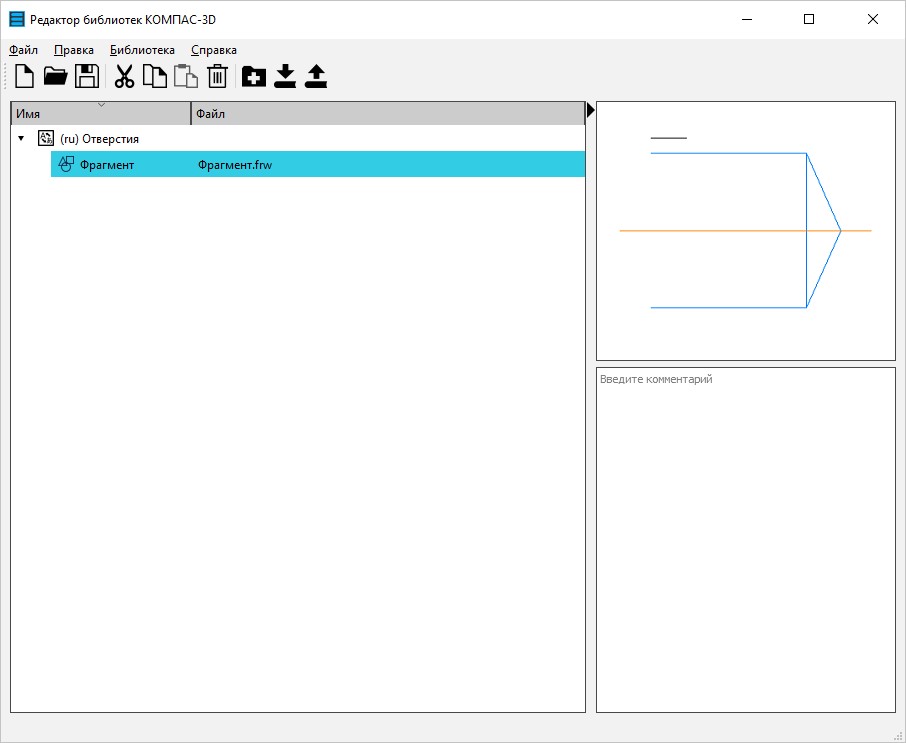 Редактор библиотек КОМПАС-3D
Файл Правка Библиотека Справка
Имя Файл
(ru) Отверстия
Фрагмент Фрагмент.frw
Введите комментарий